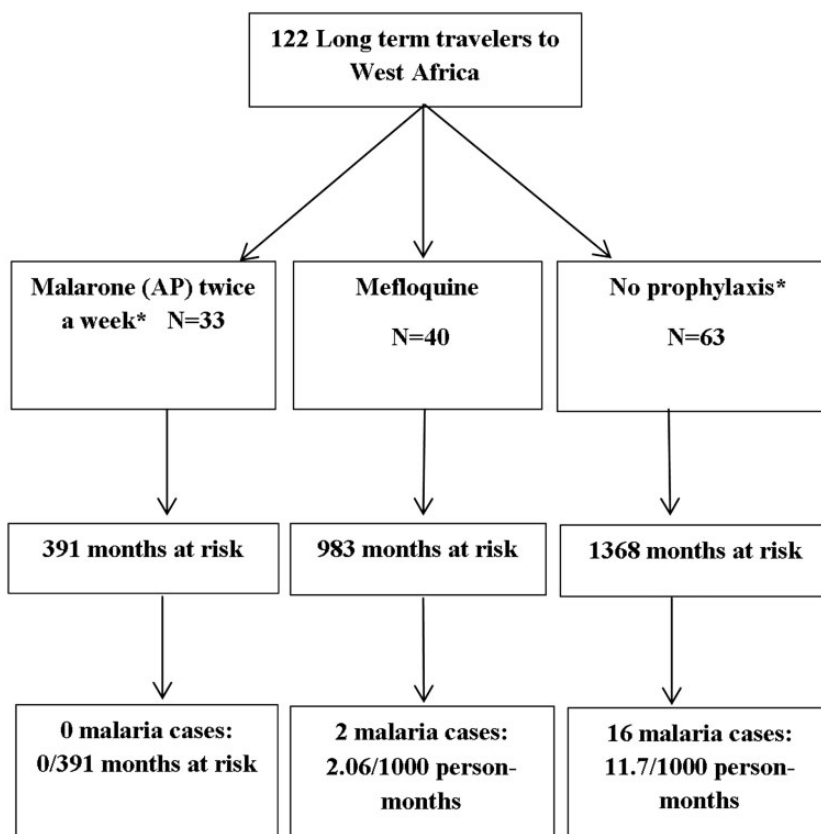 122 Long term travelers to
West Africa
Malarone (AP) twice
a week* N=33
Mefloquine
N=40
No prophylaxis*
N=63
391 months at risk
983 months at risk
1368 months at risk
0 malaria cases:
0/391 months at risk
2 malaria cases:
2.06/1000 person-
months
16 malaria cases:
11.7/1000 person-
months